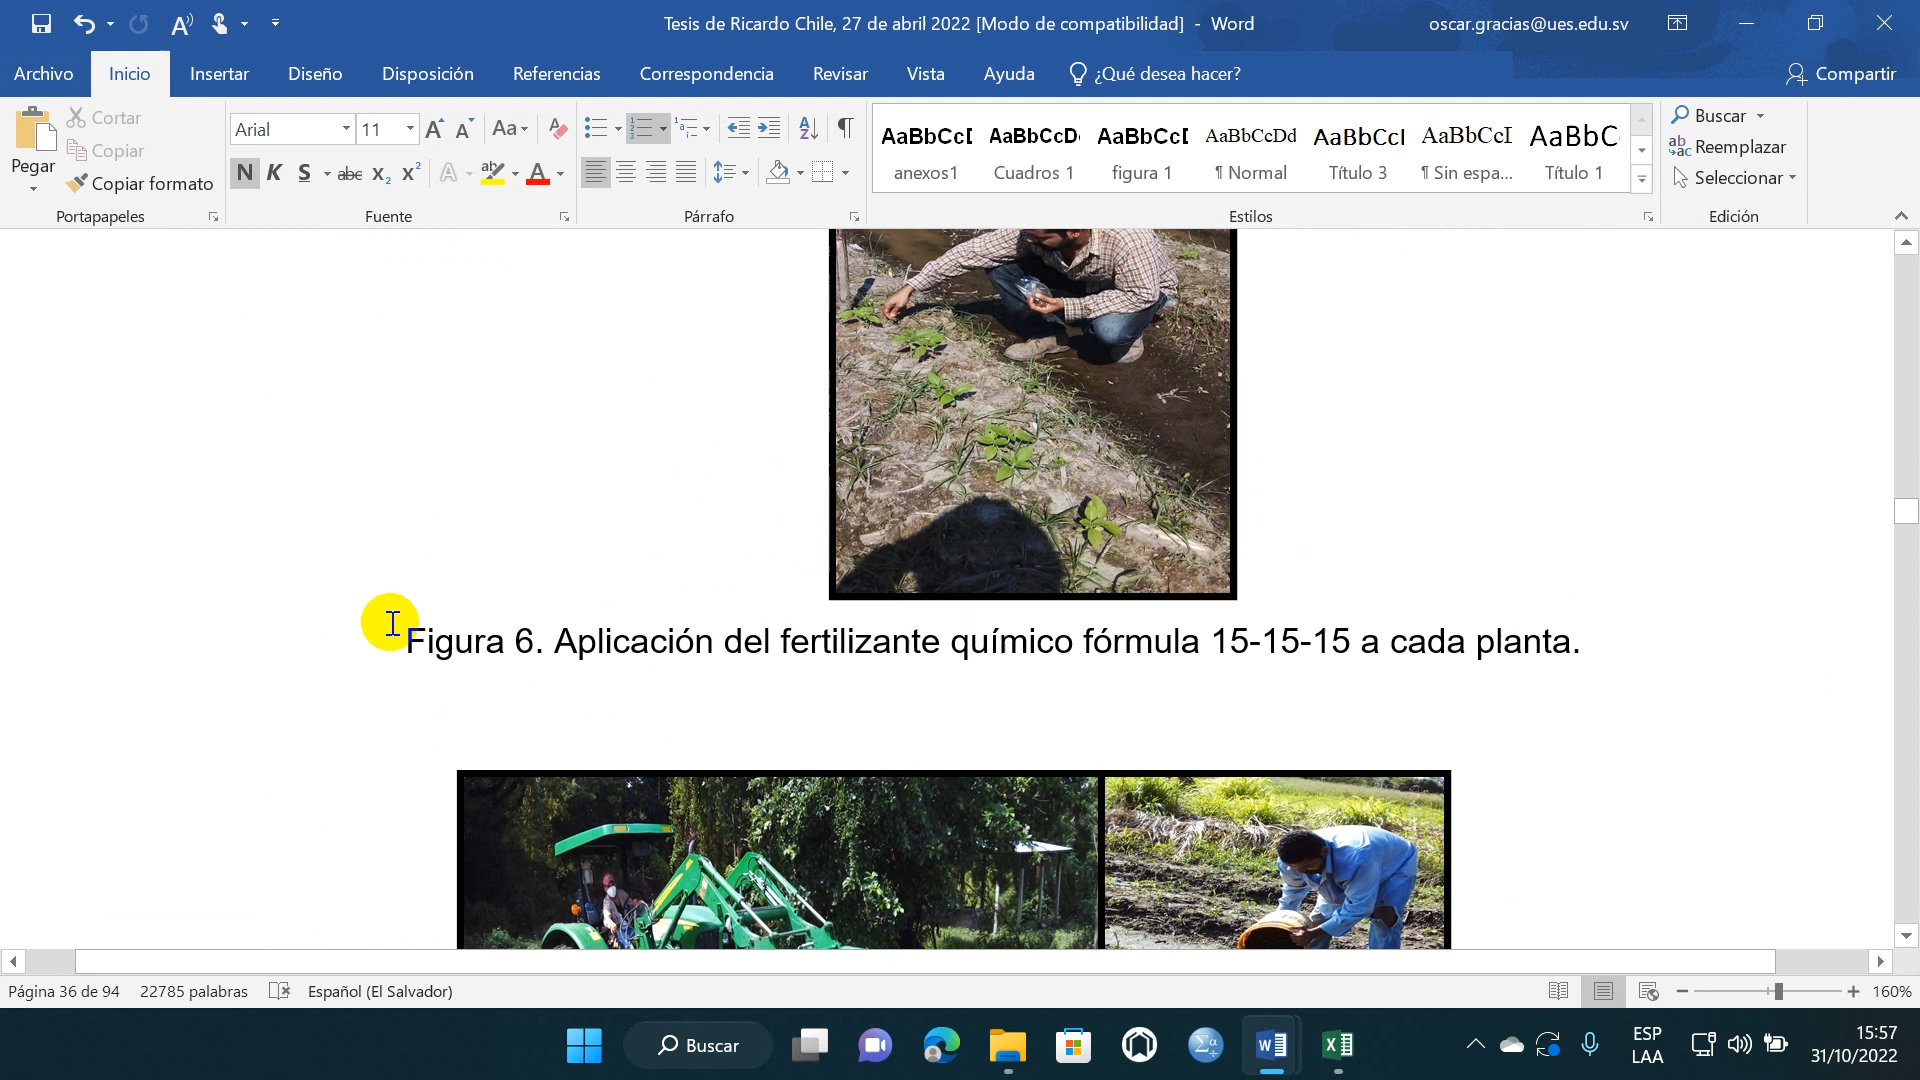 Tesis de Ricardo Chile, 27 de abril 2022 [Modo de compatibilidad] - Word
oscar.gracias@ues.edu.sv
Archivo Inicio Insertar Diseño Disposición Referencias Correspondencia Revisar Vista Ayuda ¿Qué desea hacer? Compartir
Pegar
Cortar
Copiar
Copiar formato
Portapapeles
Arial 11
Aa
N K S abc X₂ X² A ab A
Fuente
Párrafo
AaBbCcI AaBbCcD AaBbCcI AaBbCcDd AaBbCcI AaBbCcI AaBbC
anexos1 Cuadros 1 figura 1 ¶ Normal Título 3 ¶ Sin espa... Título 1
Estilos
Buscar
Reemplazar
Seleccionar
Edición
Figura 6. Aplicación del fertilizante químico fórmula 15-15-15 a cada planta.
Página 36 de 94 22785 palabras Español (El Salvador) 160%
Buscar
ESP
LAA
15:57
31/10/2022